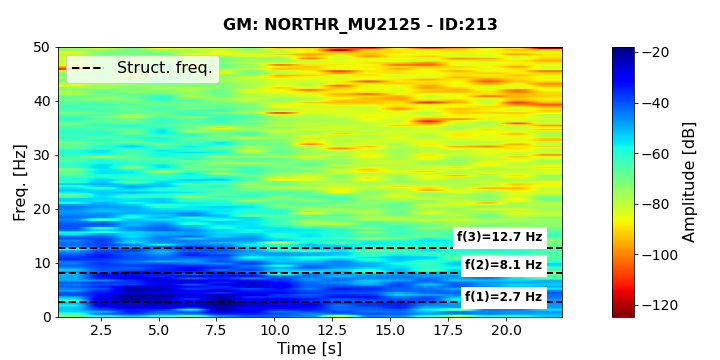 GM: NORTHR_MU2125 - ID:213
50
40
30
20
10
0
Freq. [Hz]
Struct. freq.
f(3)=12.7 Hz
f(2)=8.1 Hz
f(1)=2.7 Hz
2.5 5.0 7.5 10.0 12.5 15.0 17.5 20.0
Time [s]
−20
−40
−60
−80
−100
−120
Amplitude [dB]